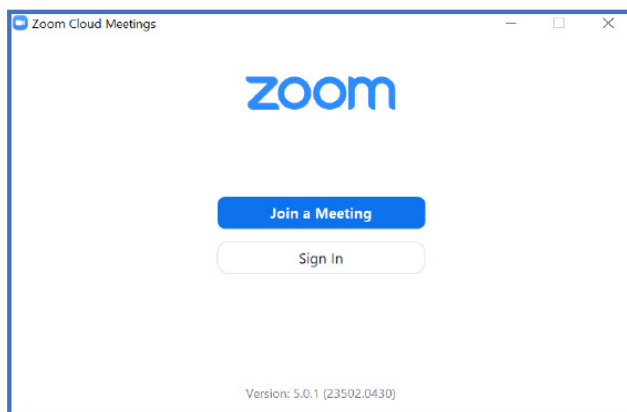 Zoom Cloud Meetings
zoom
Join a Meeting
Sign In
Version: 5.0.1 (23502.0430)